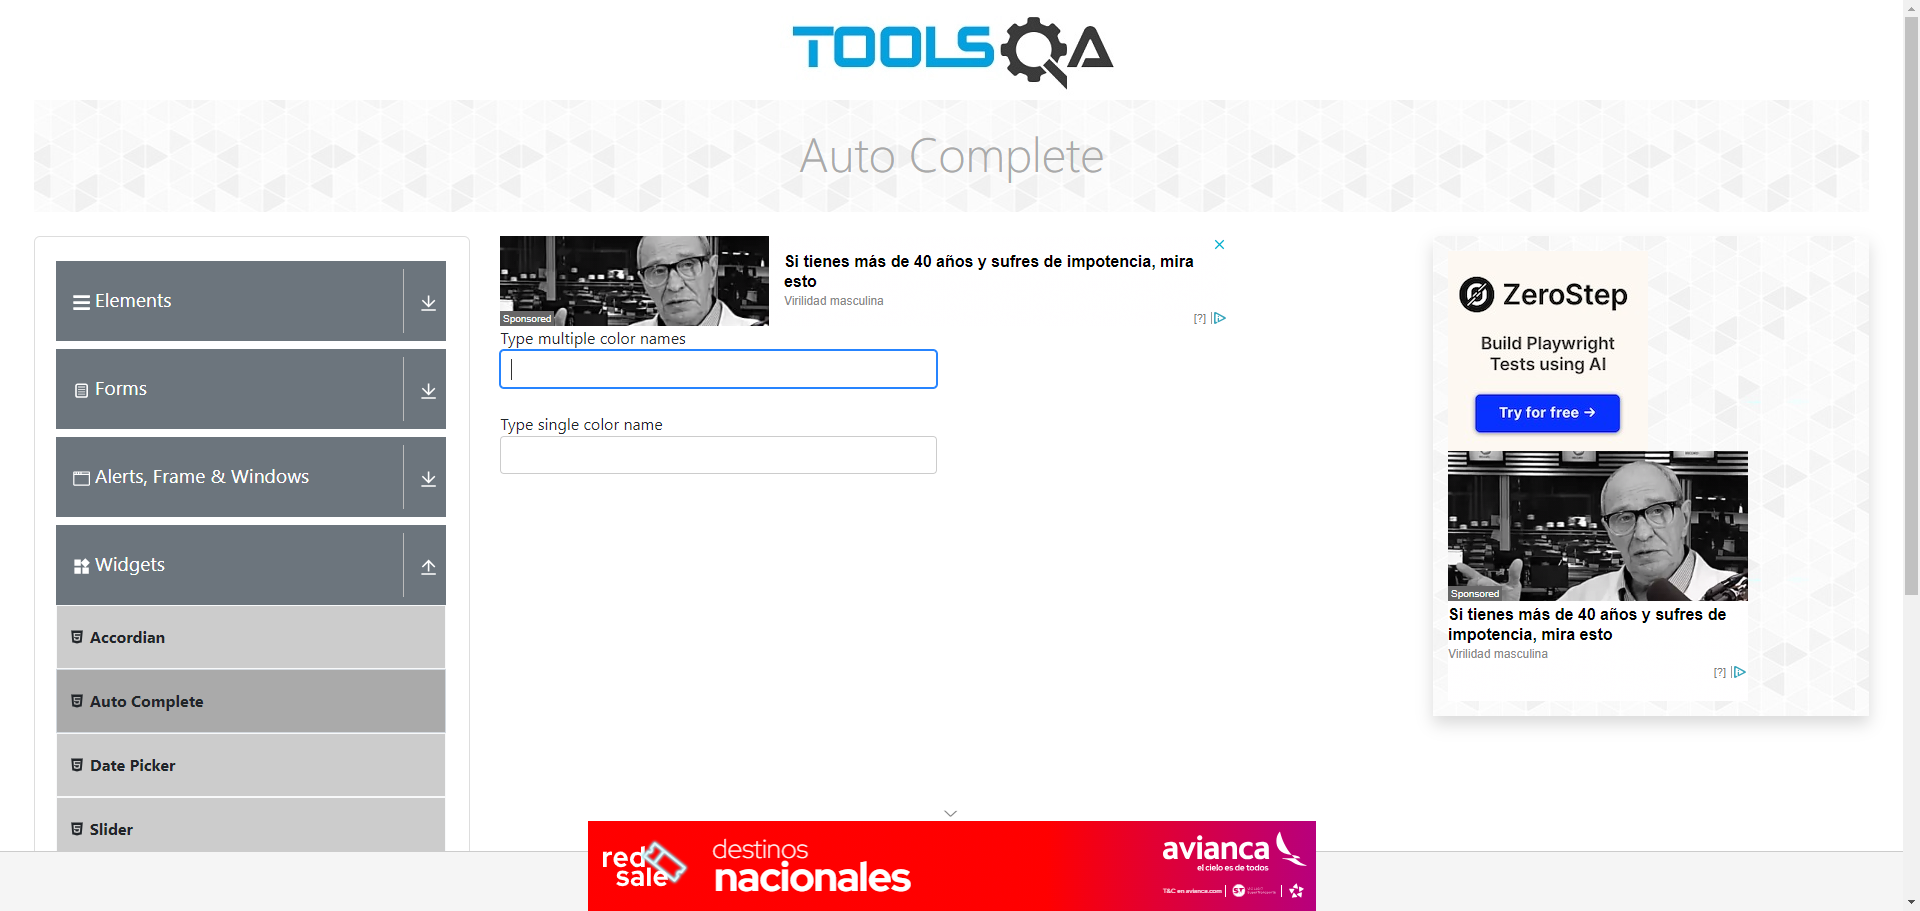 TOOLSQA
Auto Complete
Elements
Forms
Alerts, Frame & Windows
Widgets
Accordian
Auto Complete
Date Picker
Slider
Si tienes más de 40 años y sufres de impotencia, mira
esto
Virilidad masculina
Sponsored
[?]
Type multiple color names
Type single color name
ZeroStep
Build Playwright
Tests using AI
Try for free →
Sponsored
Si tienes más de 40 años y sufres de
impotencia, mira esto
Virilidad masculina
[?]
red
sale
destinos
nacionales
avianca
el cielo es de todos
T&C en avianca.com